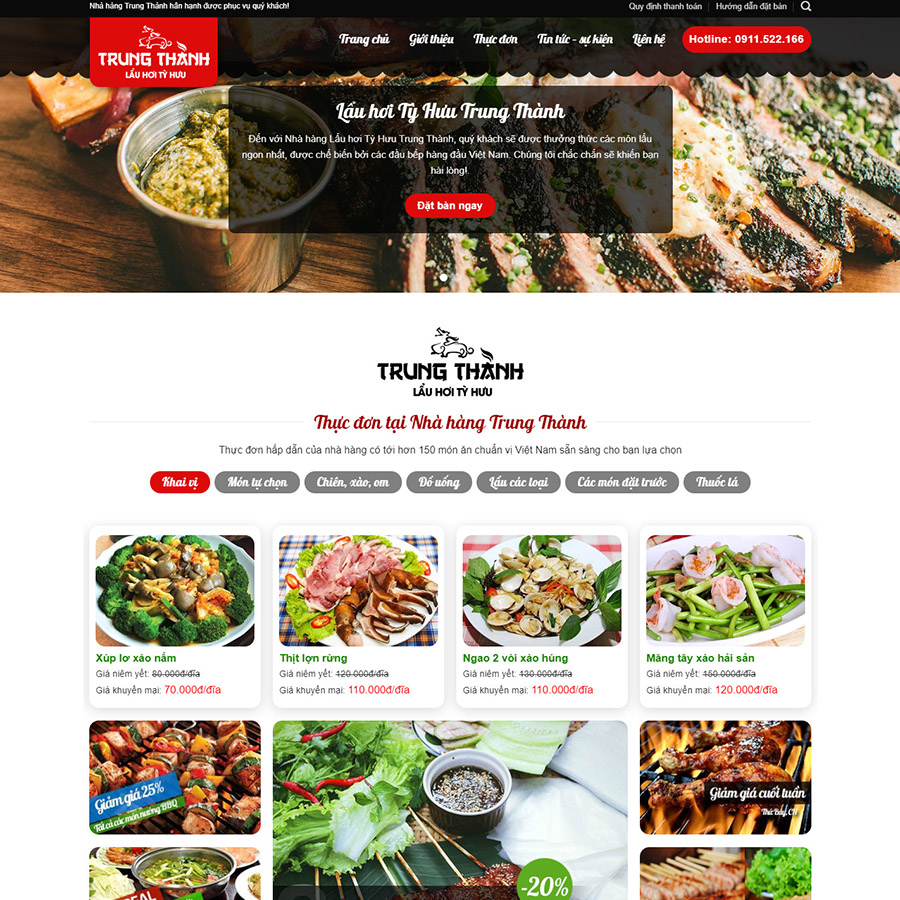 Nhà hàng Trung Thành hân hạnh được phục vụ quý khách!
Quy định thanh toán
Hướng dẫn đặt bàn
TRUNG THÀNH
LẨU HƠI TỲ HƯU
Trang chủ
Giới thiệu
Thực đơn
Tin tức – sự kiện
Liên hệ
Hotline: 0911.522.166
Lẩu hơi Tỳ Hưu Trung Thành
Đến với Nhà hàng Lẩu hơi Tỳ Hưu Trung Thành, quý khách sẽ được thưởng thức các món lẩu
ngon nhất, được chế biến bởi các đầu bếp hàng đầu Việt Nam. Chúng tôi chắc chắn sẽ khiến bạn
hài lòng!.
Đặt bàn ngay
TRUNG THÀNH
LẨU HƠI TỲ HƯU
Thực đơn tại Nhà hàng Trung Thành
Thực đơn hấp dẫn của nhà hàng có tới hơn 150 món ăn chuẩn vị Việt Nam sẵn sàng cho bạn lựa chọn
Khai vị
Món tự chọn
Chiên, xào, om
Đồ uống
Lẩu các loại
Các món đặt trước
Thuốc lá
Xúp lơ xào nấm
Giá niêm yết: 80.000đ/đĩa
Giá khuyến mại: 70.000đ/đĩa
Thịt lợn rừng
Giá niêm yết: 120.000đ/đĩa
Giá khuyến mại: 110.000đ/đĩa
Ngao 2 vòi xào húng
Giá niêm yết: 130.000đ/đĩa
Giá khuyến mại: 110.000đ/đĩa
Măng tây xào hải sản
Giá niêm yết: 150.000đ/đĩa
Giá khuyến mại: 120.000đ/đĩa
Giảm giá 25%
Tất cả các món nướng BBQ
Giảm giá cuốt tuần
Thứ Bảy, CN
-20%